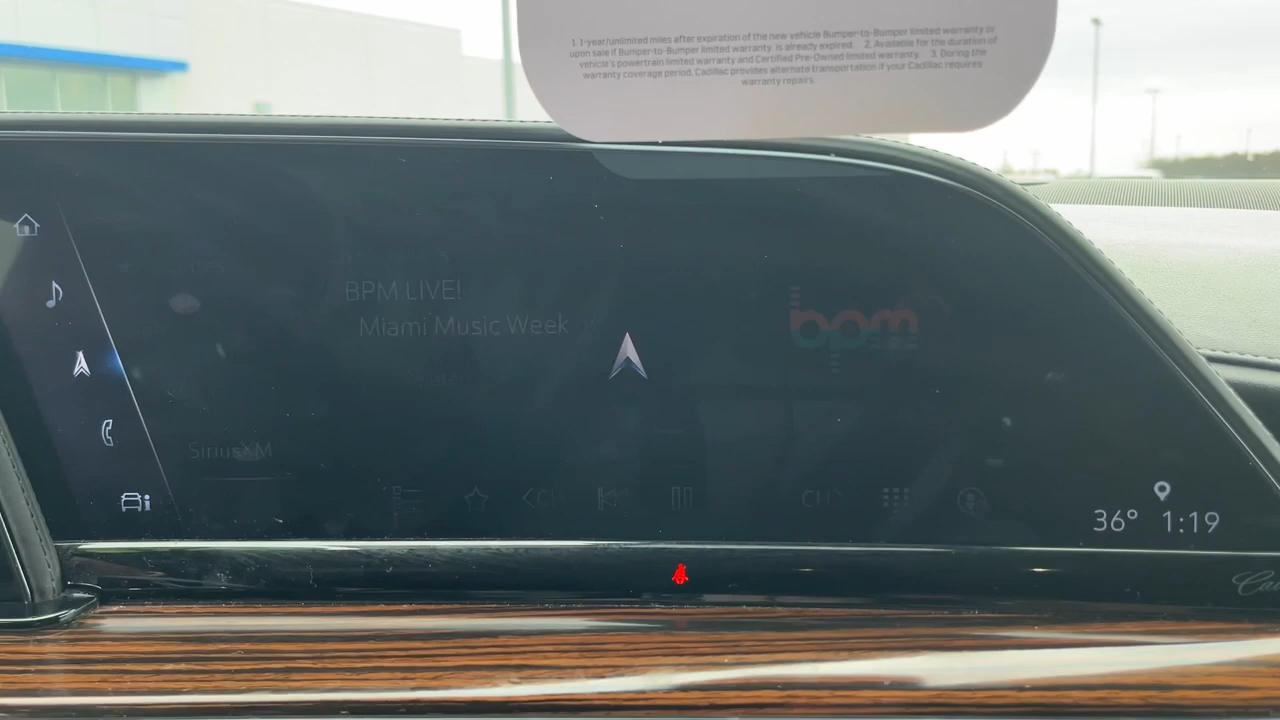 1. 1-year/unlimited miles after expiration of the new vehicle Bumper-to-Bumper limited warranty or
upon sale if Bumper-to-Bumper limited warranty. is already expired. 2. Available for the duration of
vehicle's powertrain limited warranty and Certified Pre-Owned limited warranty. 3. During the
warranty coverage period, Cadillac provides alternate transportation if your Cadillac requires
warranty repairs.
BPM LIVE!
Miami Music Week
bpm
SiriusXM
36° 1:19